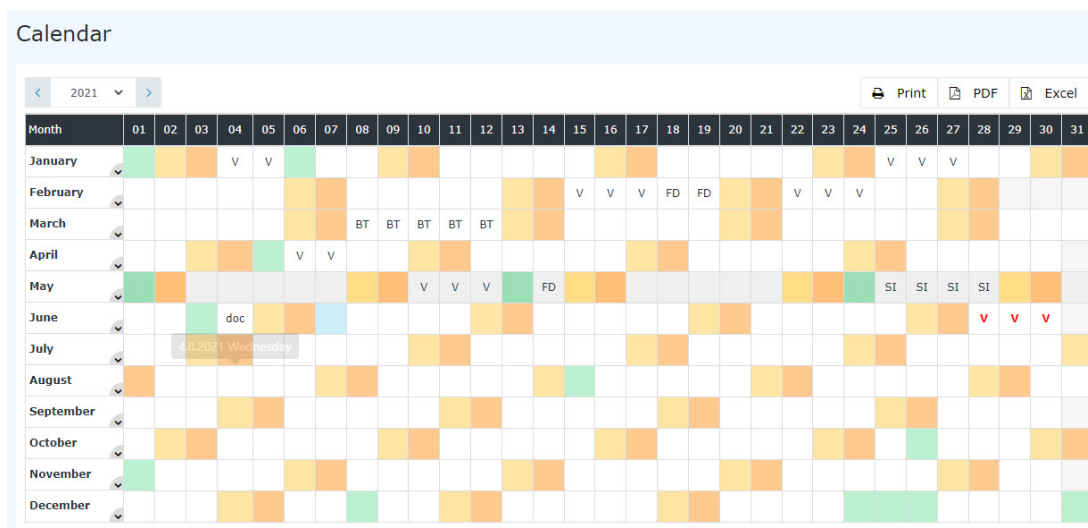 Calendar
2021
Print PDF Excel
Month 01 02 03 04 05 06 07 08 09 10 11 12 13 14 15 16 17 18 19 20 21 22 23 24 25 26 27 28 29 30 31
January V V V V V
February V V V FD FD V V V
March BT BT BT BT BT
April V V
May V V V FD SI SI SI SI
June doc V V V
4.8.2021 Wednesday
July
August
September
October
November
December